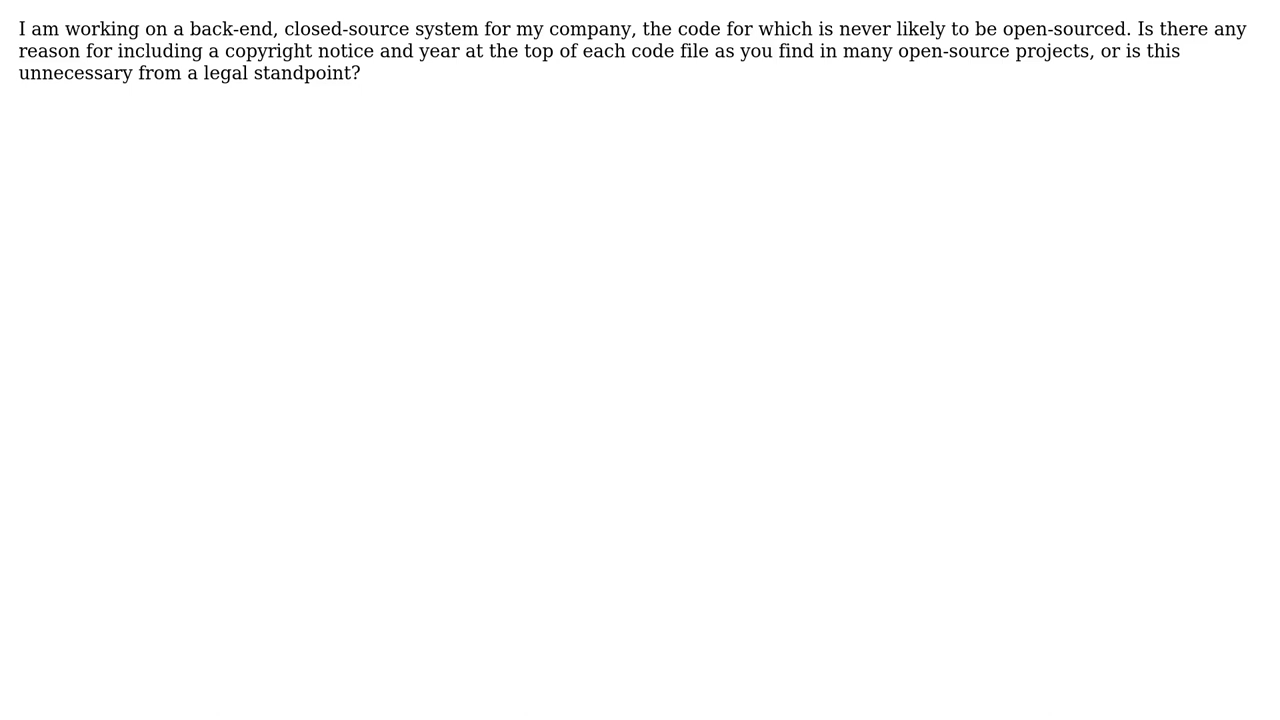 I am working on a back-end, closed-source system for my company, the code for which is never likely to be open-sourced. Is there any
reason for including a copyright notice and year at the top of each code file as you find in many open-source projects, or is this
unnecessary from a legal standpoint?